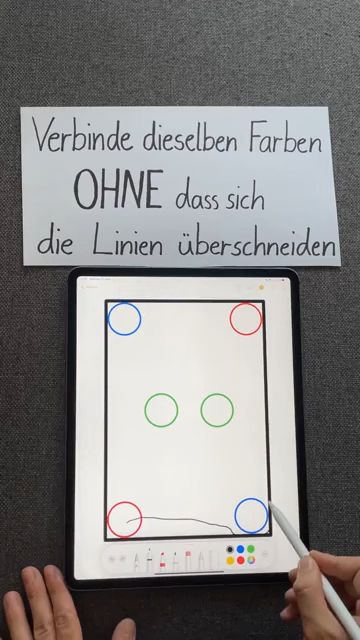 Verbinde dieselben Farben
OHNE dass sich
die Linien überschneiden